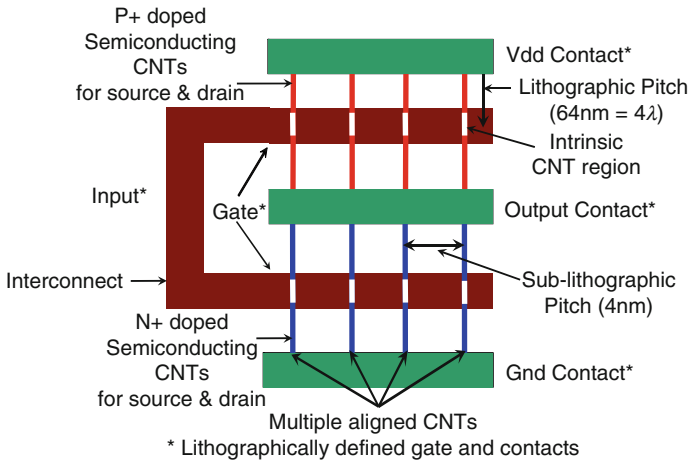 P+ doped
Semiconducting
CNTs
for source & drain
Vdd Contact*
Lithographic Pitch
(64nm = 4λ)
Intrinsic
CNT region
Input*
Gate*
Output Contact*
Interconnect
Sub-lithographic
Pitch (4nm)
N+ doped
Semiconducting
CNTs
for source & drain
Gnd Contact*
Multiple aligned CNTs
* Lithographically defined gate and contacts